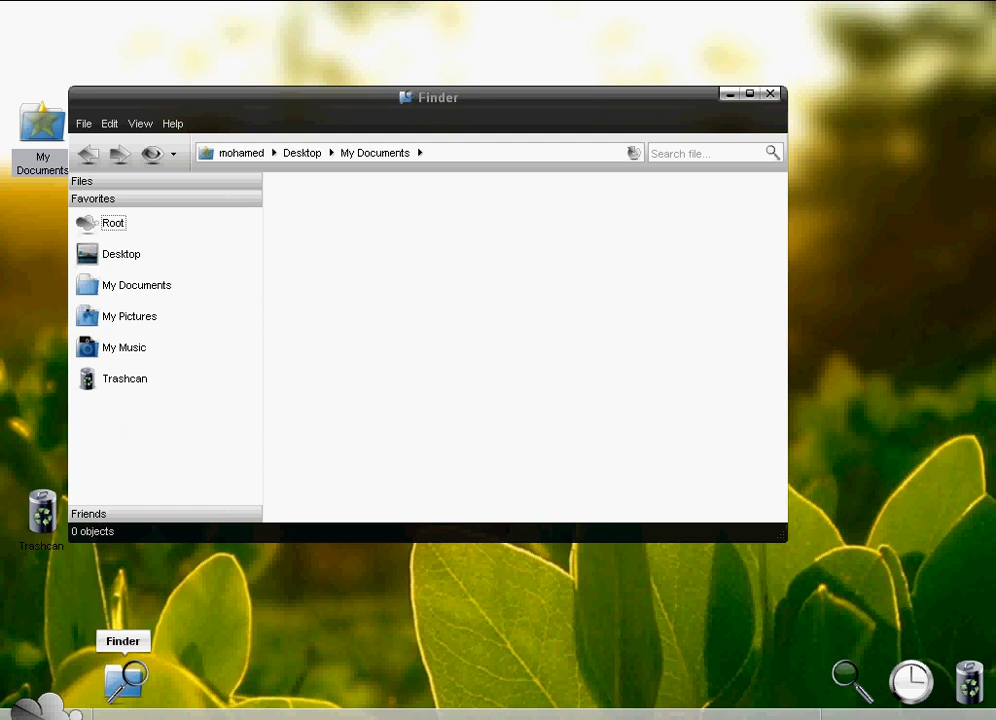 Finder
File Edit View Help
mohamed Desktop My Documents
Search file...
Files
Favorites
Root
Desktop
My Documents
My Pictures
My Music
Trashcan
Friends
0 objects
My
Documents
Trashcan
Finder